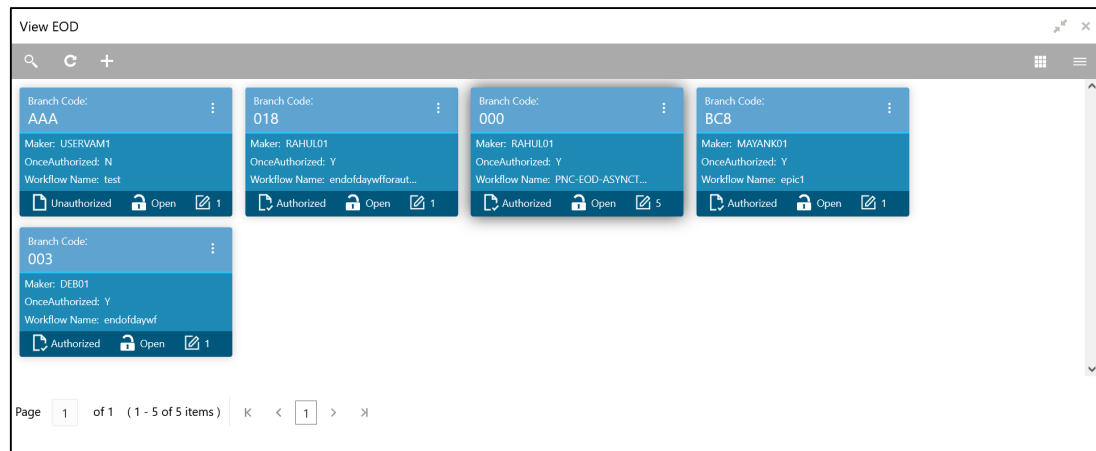 View EOD
Branch Code:
AAA
Maker: USERVAM1
OnceAuthorized: N
Workflow Name: test
Unauthorized Open 1
Branch Code:
018
Maker: RAHUL01
OnceAuthorized: Y
Workflow Name: endofdaywfforaut...
Authorized Open 1
Branch Code:
000
Maker: RAHUL01
OnceAuthorized: Y
Workflow Name: PNC-EOD-ASYNCT...
Authorized Open 5
Branch Code:
BC8
Maker: MAYANK01
OnceAuthorized: Y
Workflow Name: epic1
Authorized Open 1
Branch Code:
003
Maker: DEB01
OnceAuthorized: Y
Workflow Name: endofdaywf
Authorized Open 1
Page 1 of 1 ( 1 - 5 of 5 items ) 1